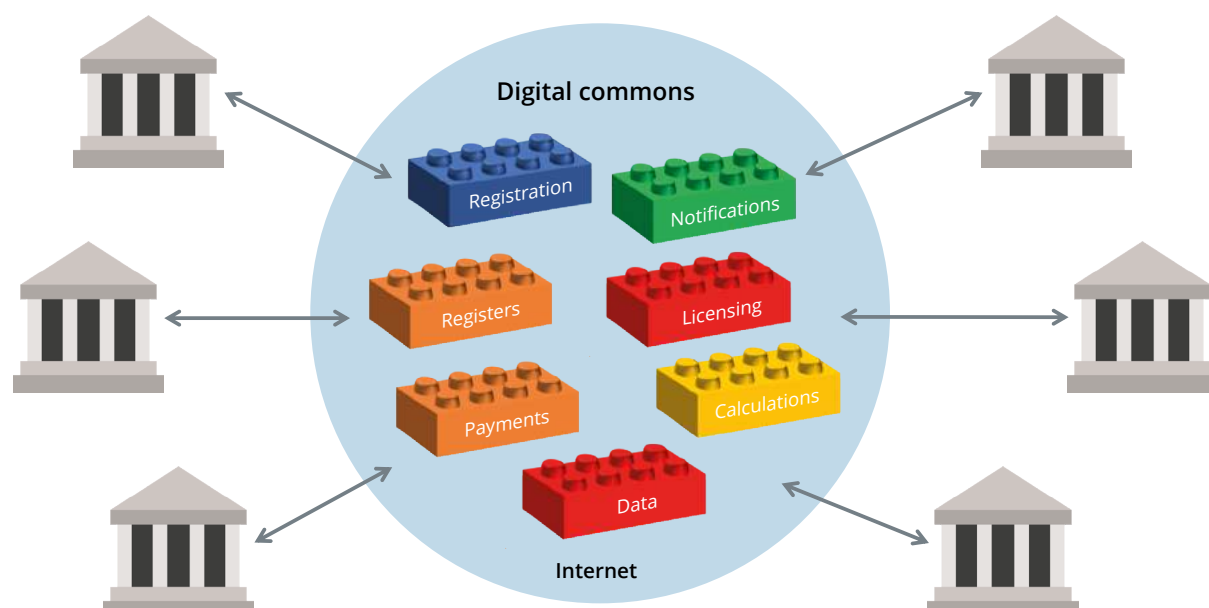 Digital commons
Registration
Notifications
Registers
Licensing
Payments
Calculations
Data
Internet